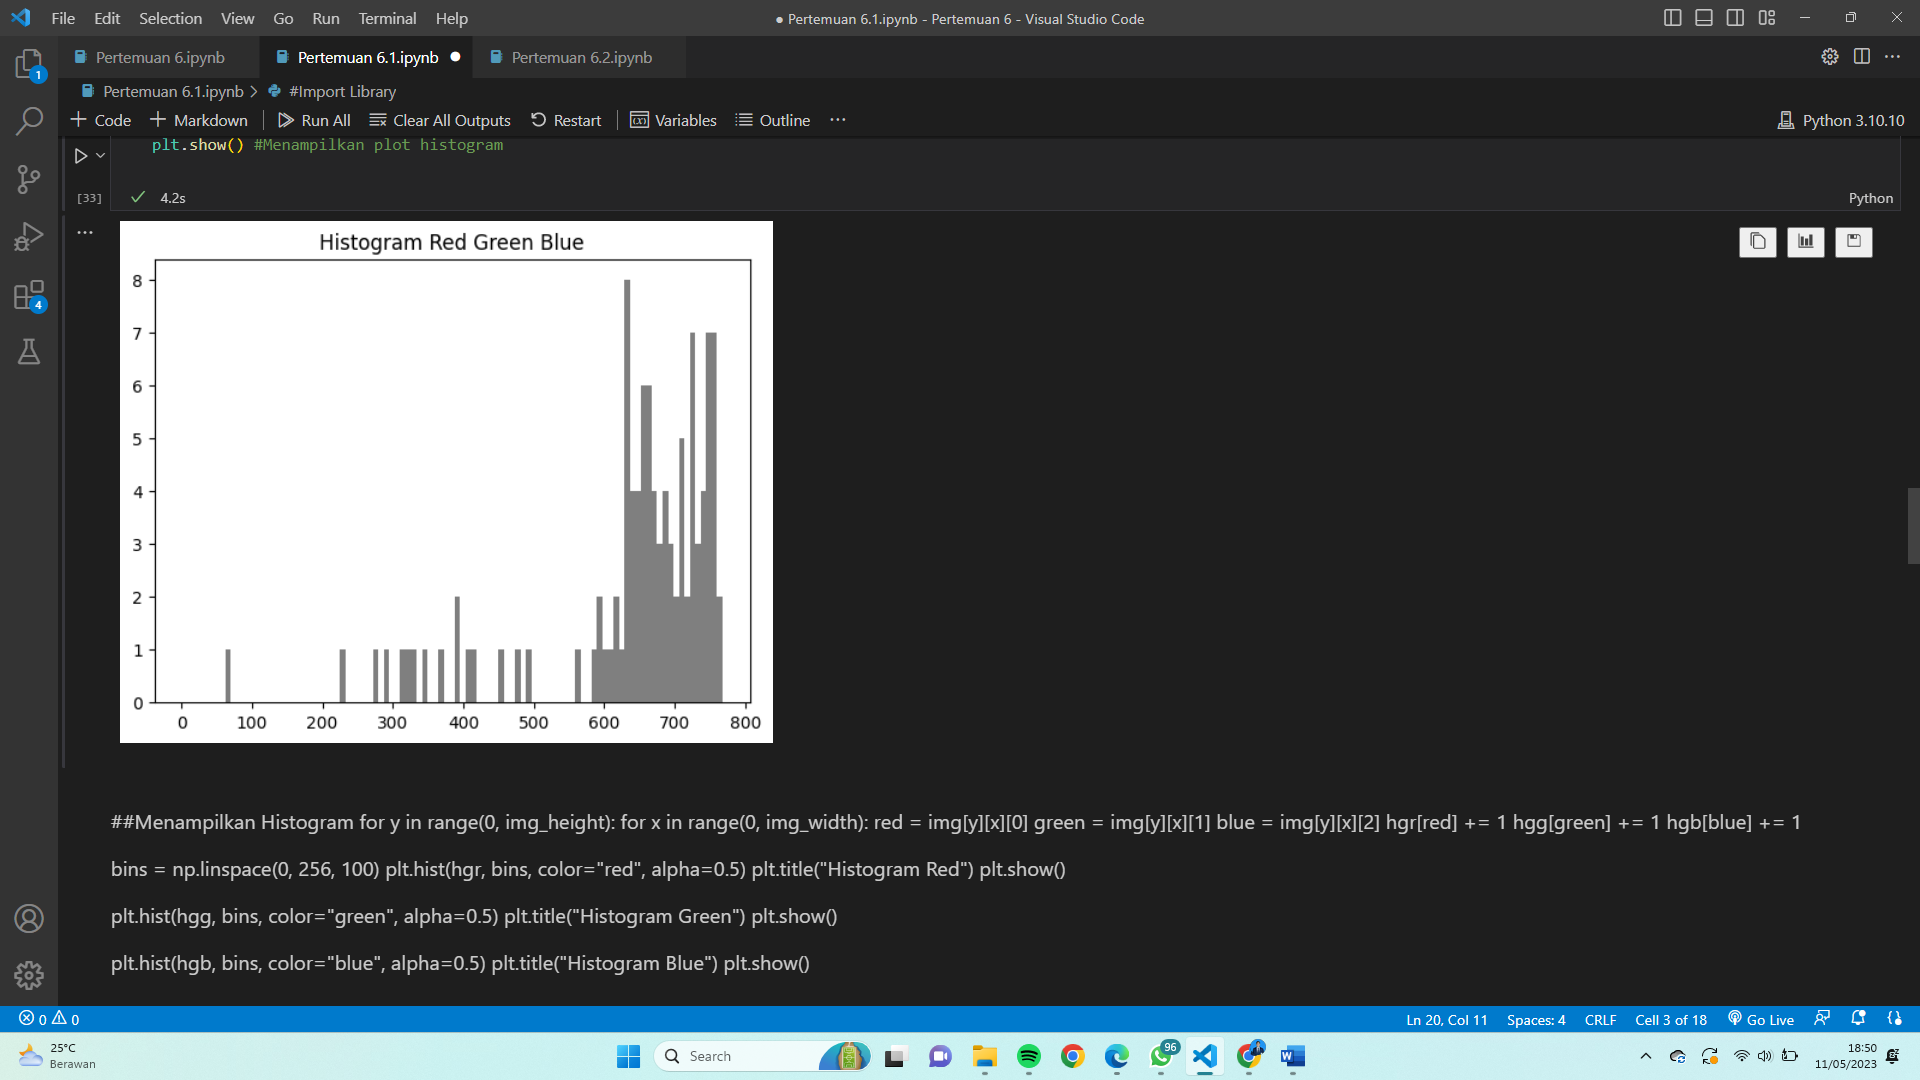 File Edit Selection View Go Run Terminal Help
● Pertemuan 6.1.ipynb - Pertemuan 6 - Visual Studio Code
Pertemuan 6.ipynb
Pertemuan 6.1.ipynb
Pertemuan 6.2.ipynb
Pertemuan 6.1.ipynb > #Import Library
+ Code + Markdown Run All Clear All Outputs Restart Variables Outline ...
Python 3.10.10
plt.show() #Menampilkan plot histogram
[33] 4.2s
Python
Histogram Red Green Blue
8
7
6
5
4
3
2
1
0
0 100 200 300 400 500 600 700 800
##Menampilkan Histogram for y in range(0, img_height): for x in range(0, img_width): red = img[y][x][0] green = img[y][x][1] blue = img[y][x][2] hgr[red] += 1 hgg[green] += 1 hgb[blue] += 1
bins = np.linspace(0, 256, 100) plt.hist(hgr, bins, color="red", alpha=0.5) plt.title("Histogram Red") plt.show()
plt.hist(hgg, bins, color="green", alpha=0.5) plt.title("Histogram Green") plt.show()
plt.hist(hgb, bins, color="blue", alpha=0.5) plt.title("Histogram Blue") plt.show()
1
4
0 0
Ln 20, Col 11 Spaces: 4 CRLF Cell 3 of 18 Go Live
25°C
Berawan
Search
96
18:50
11/05/2023